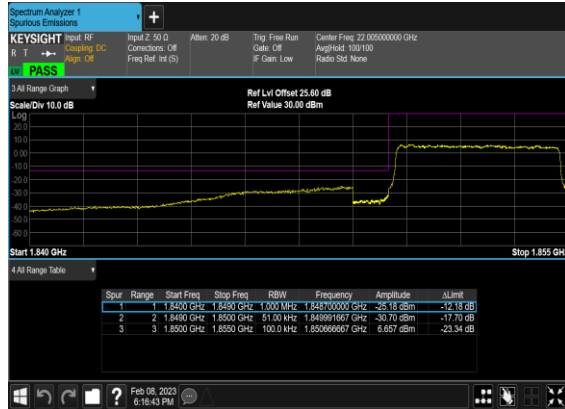 Spectrum Analyzer 1
Spurious Emissions
+
KEYSIGHT Input: RF Input Z: 50 Ω Atten: 20 dB Trig: Free Run Center Freq: 22.005000000 GHz
R T Coupling: DC Corrections: Off Gate: Off Avg|Hold: 100/100
Align: Off Freq Ref: Int (S) IF Gain: Low Radio Std: None
PASS
3 All Range Graph
Ref Lvl Offset 25.60 dB
Scale/Div 10.0 dB Ref Value 30.00 dBm
Log
20.0
10.0
0.00
-10.0
-20.0
-30.0
-40.0
-50.0
-60.0
Start 1.840 GHz Stop 1.855 GHz
4 All Range Table
Spur Range Start Freq Stop Freq RBW Frequency Amplitude ΔLimit
1 1 1.8400 GHz 1.8490 GHz 1.000 MHz 1.848700000 GHz -25.18 dBm -12.18 dB
2 2 1.8490 GHz 1.8500 GHz 51.00 kHz 1.849991667 GHz -30.70 dBm -17.70 dB
3 3 1.8500 GHz 1.8550 GHz 100.0 kHz 1.850666667 GHz 6.657 dBm -23.34 dB
? Feb 08, 2023
6:16:43 PM